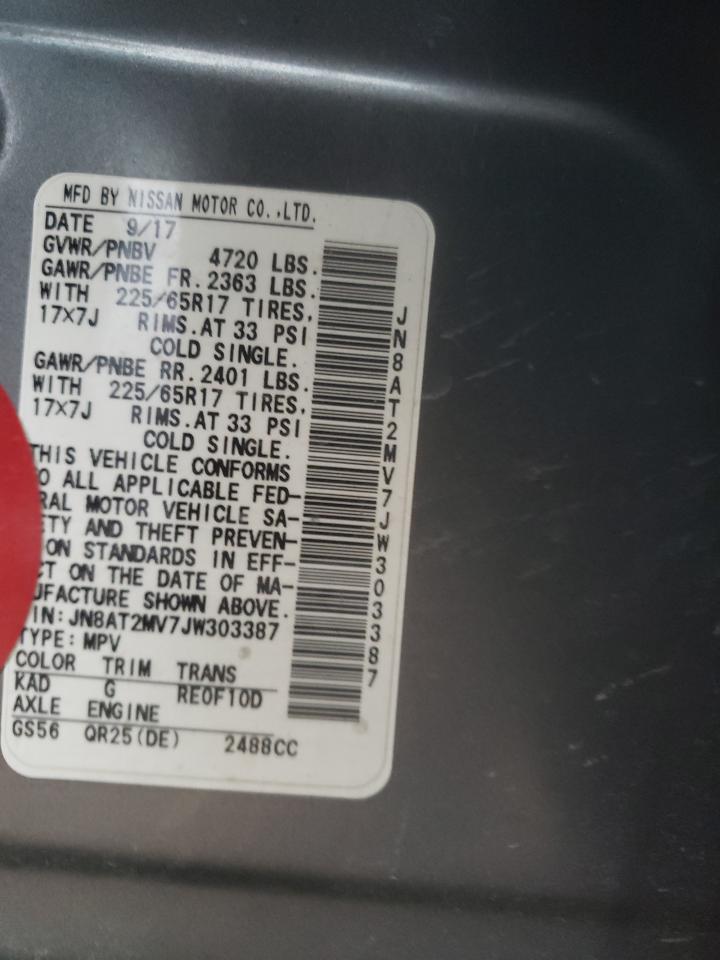 MFD BY NISSAN MOTOR CO.,LTD.
DATE 9/17
GVWR/PNBV 4720 LBS.
GAWR/PNBE FR. 2363 LBS.
WITH 225/65R17 TIRES,
17X7J RIMS. AT 33 PSI
COLD SINGLE.
GAWR/PNBE RR. 2401 LBS.
WITH 225/65R17 TIRES,
17X7J RIMS. AT 33 PSI
COLD SINGLE.
THIS VEHICLE CONFORMS
O ALL APPLICABLE FED-
RAL MOTOR VEHICLE SA-
ETY AND THEFT PREVEN-
ON STANDARDS IN EFF-
CT ON THE DATE OF MA-
UFACTURE SHOWN ABOVE.
IN: JN8AT2MV7JW303387
TYPE: MPV
COLOR TRIM TRANS
KAD G RE0F10D
AXLE ENGINE
GS56 QR25(DE) 2488CC
JN8AT2MV7JW303387